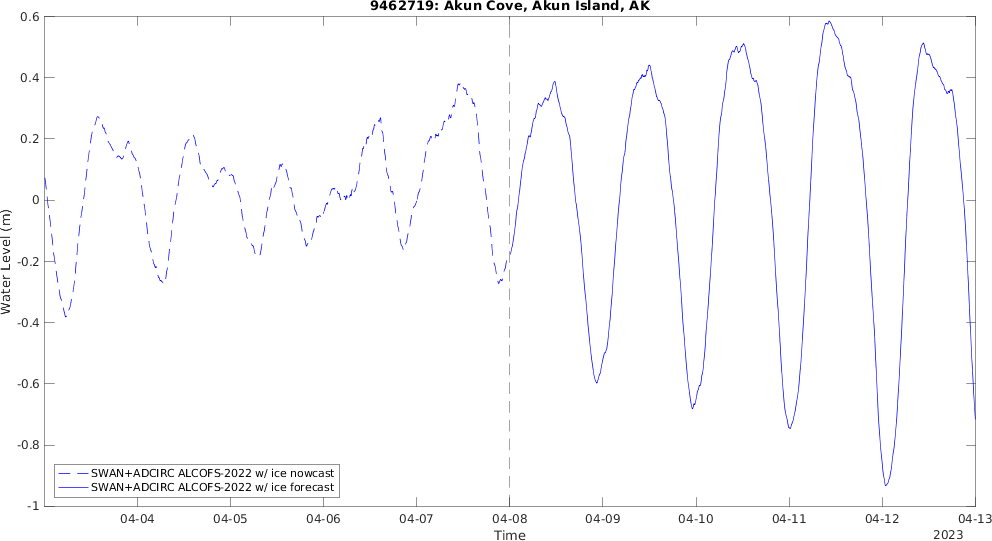 9462719: Akun Cove, Akun Island, AK
0.6
0.4
0.2
0
-0.2
-0.4
-0.6
-0.8
-1
Water Level (m)
SWAN+ADCIRC ALCOFS-2022 w/ ice nowcast
SWAN+ADCIRC ALCOFS-2022 w/ ice forecast
04-04 04-05 04-06 04-07 04-08 04-09 04-10 04-11 04-12 04-13
Time
2023